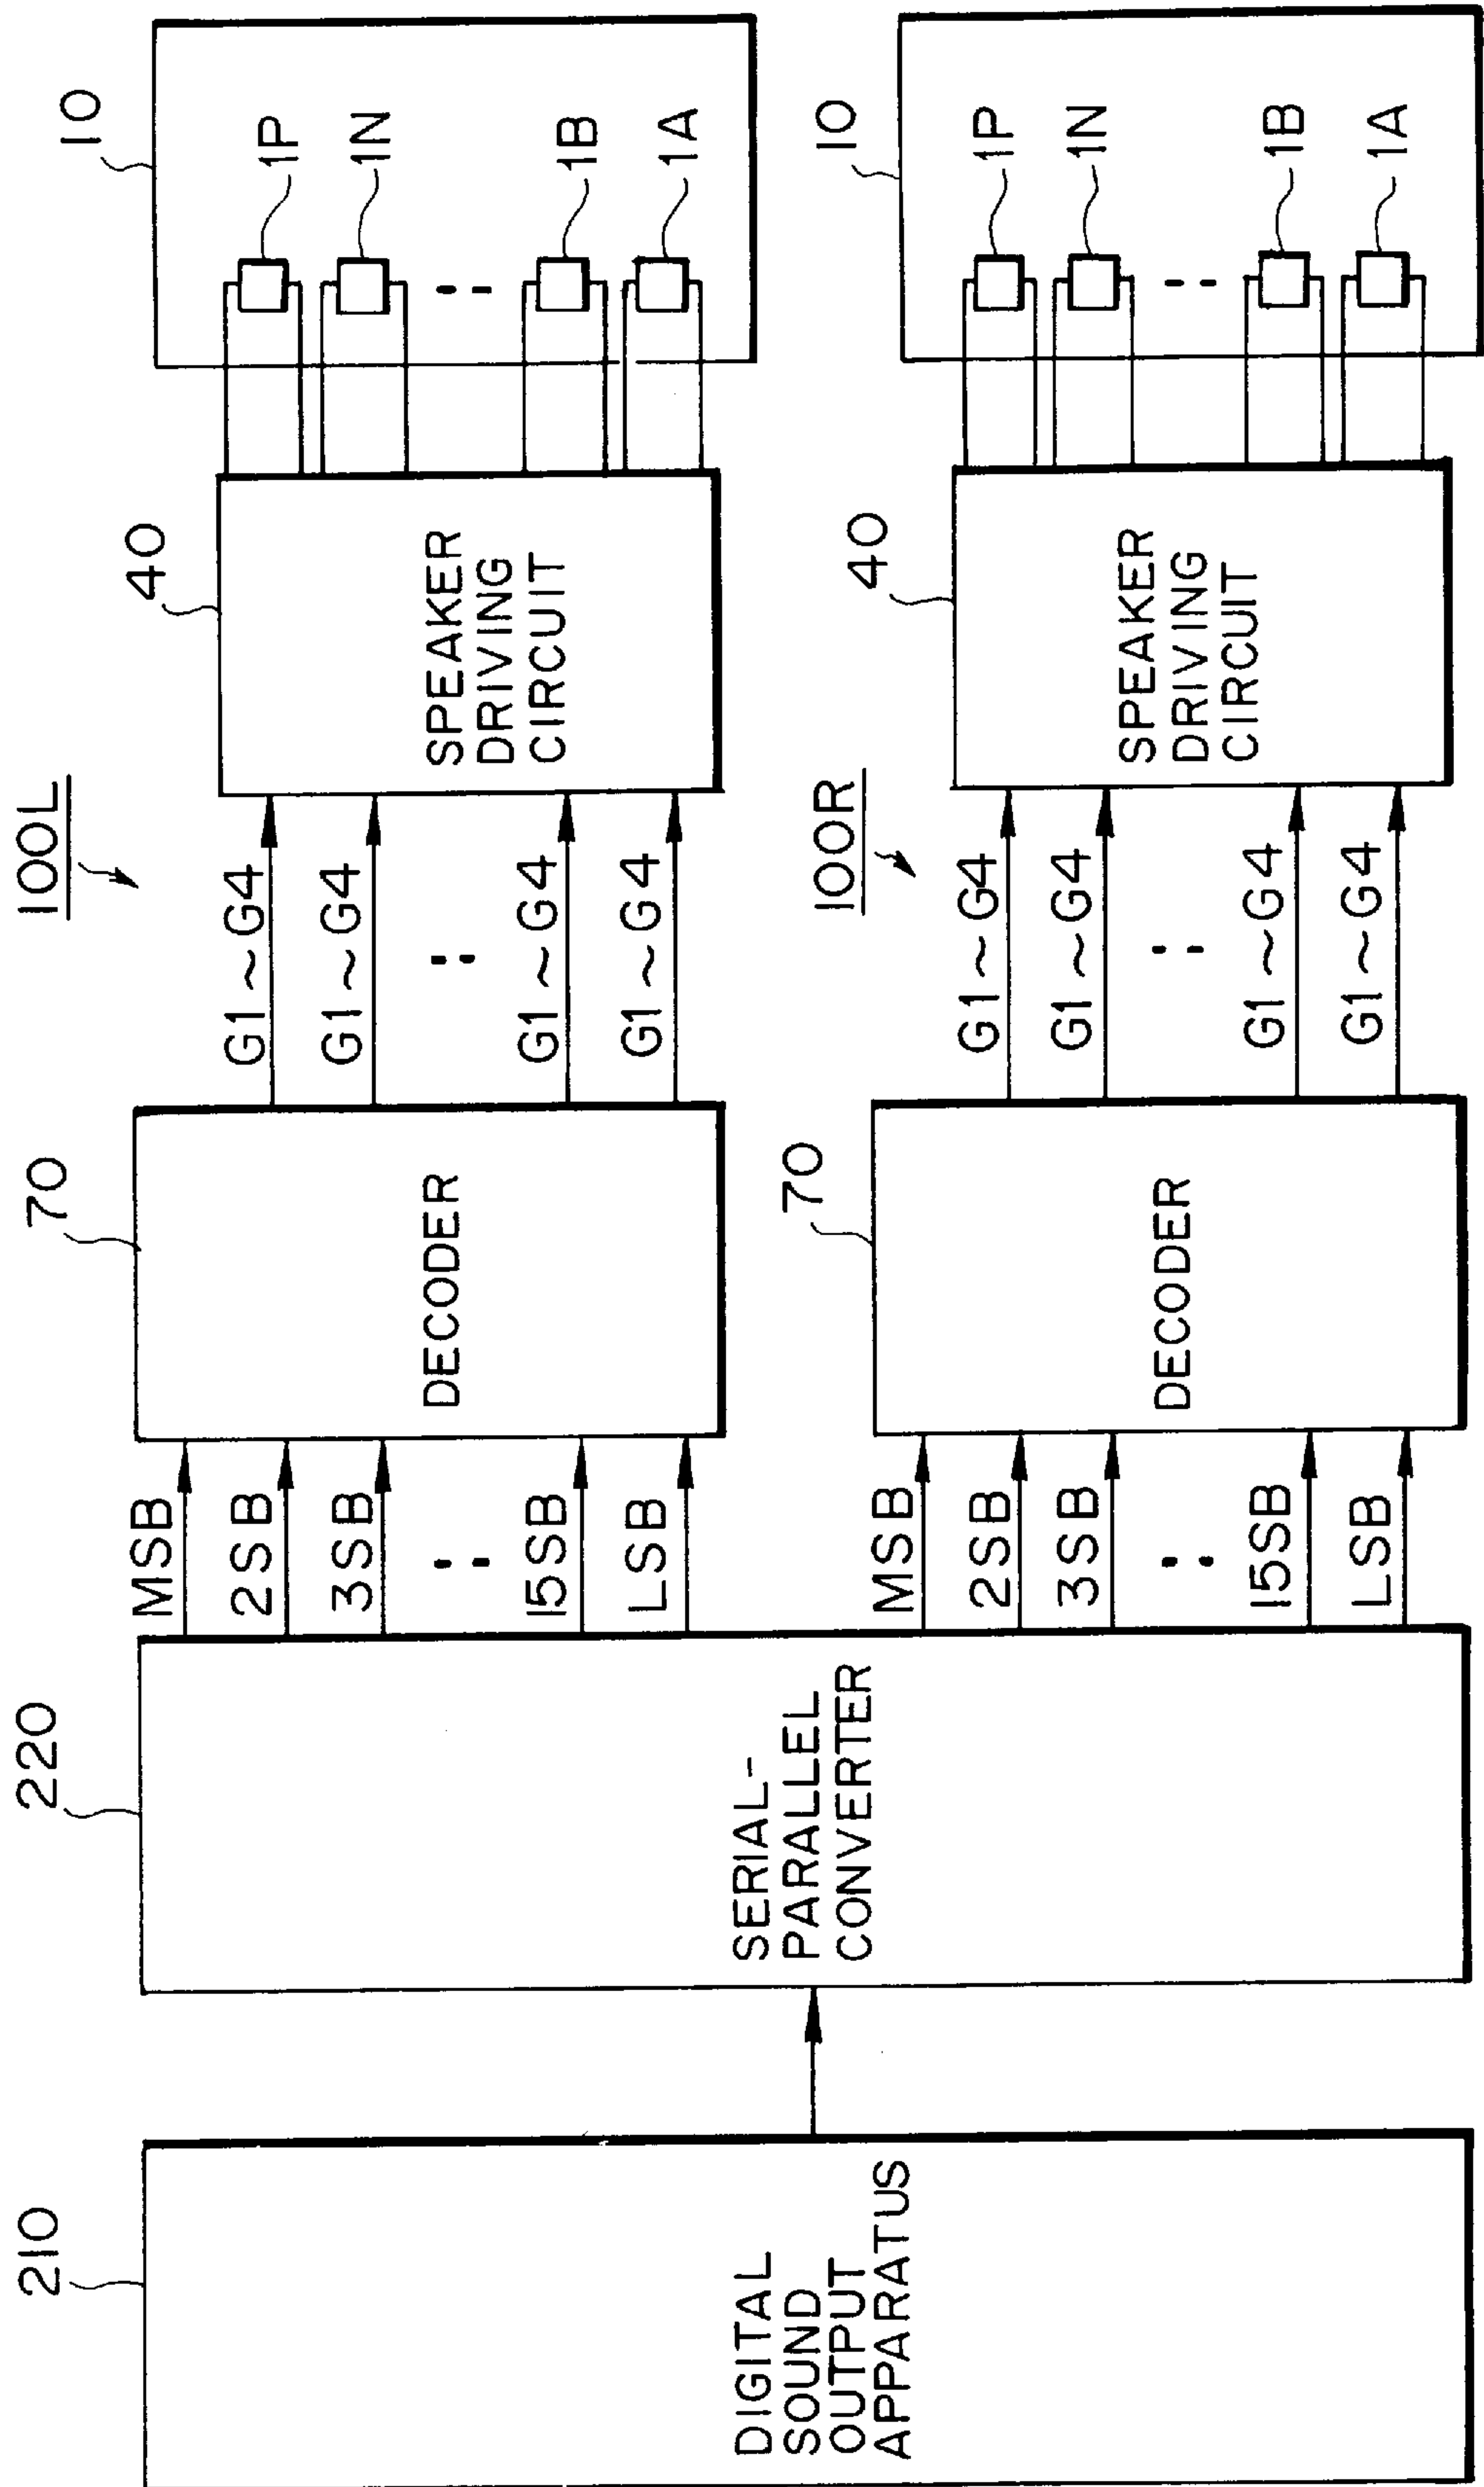 210
DIGITAL
SOUND
OUTPUT
APPARATUS
220
SERIAL-
PARALLEL
CONVERTER
100L
MSB
2SB
3SB
15SB
LSB
70
DECODER
G1~G4
G1~G4
G1~G4
G1~G4
40
SPEAKER
DRIVING
CIRCUIT
10
1P
1N
1B
1A
100R
MSB
2SB
3SB
15SB
LSB
70
DECODER
G1~G4
G1~G4
G1~G4
G1~G4
40
SPEAKER
DRIVING
CIRCUIT
10
1P
1N
1B
1A